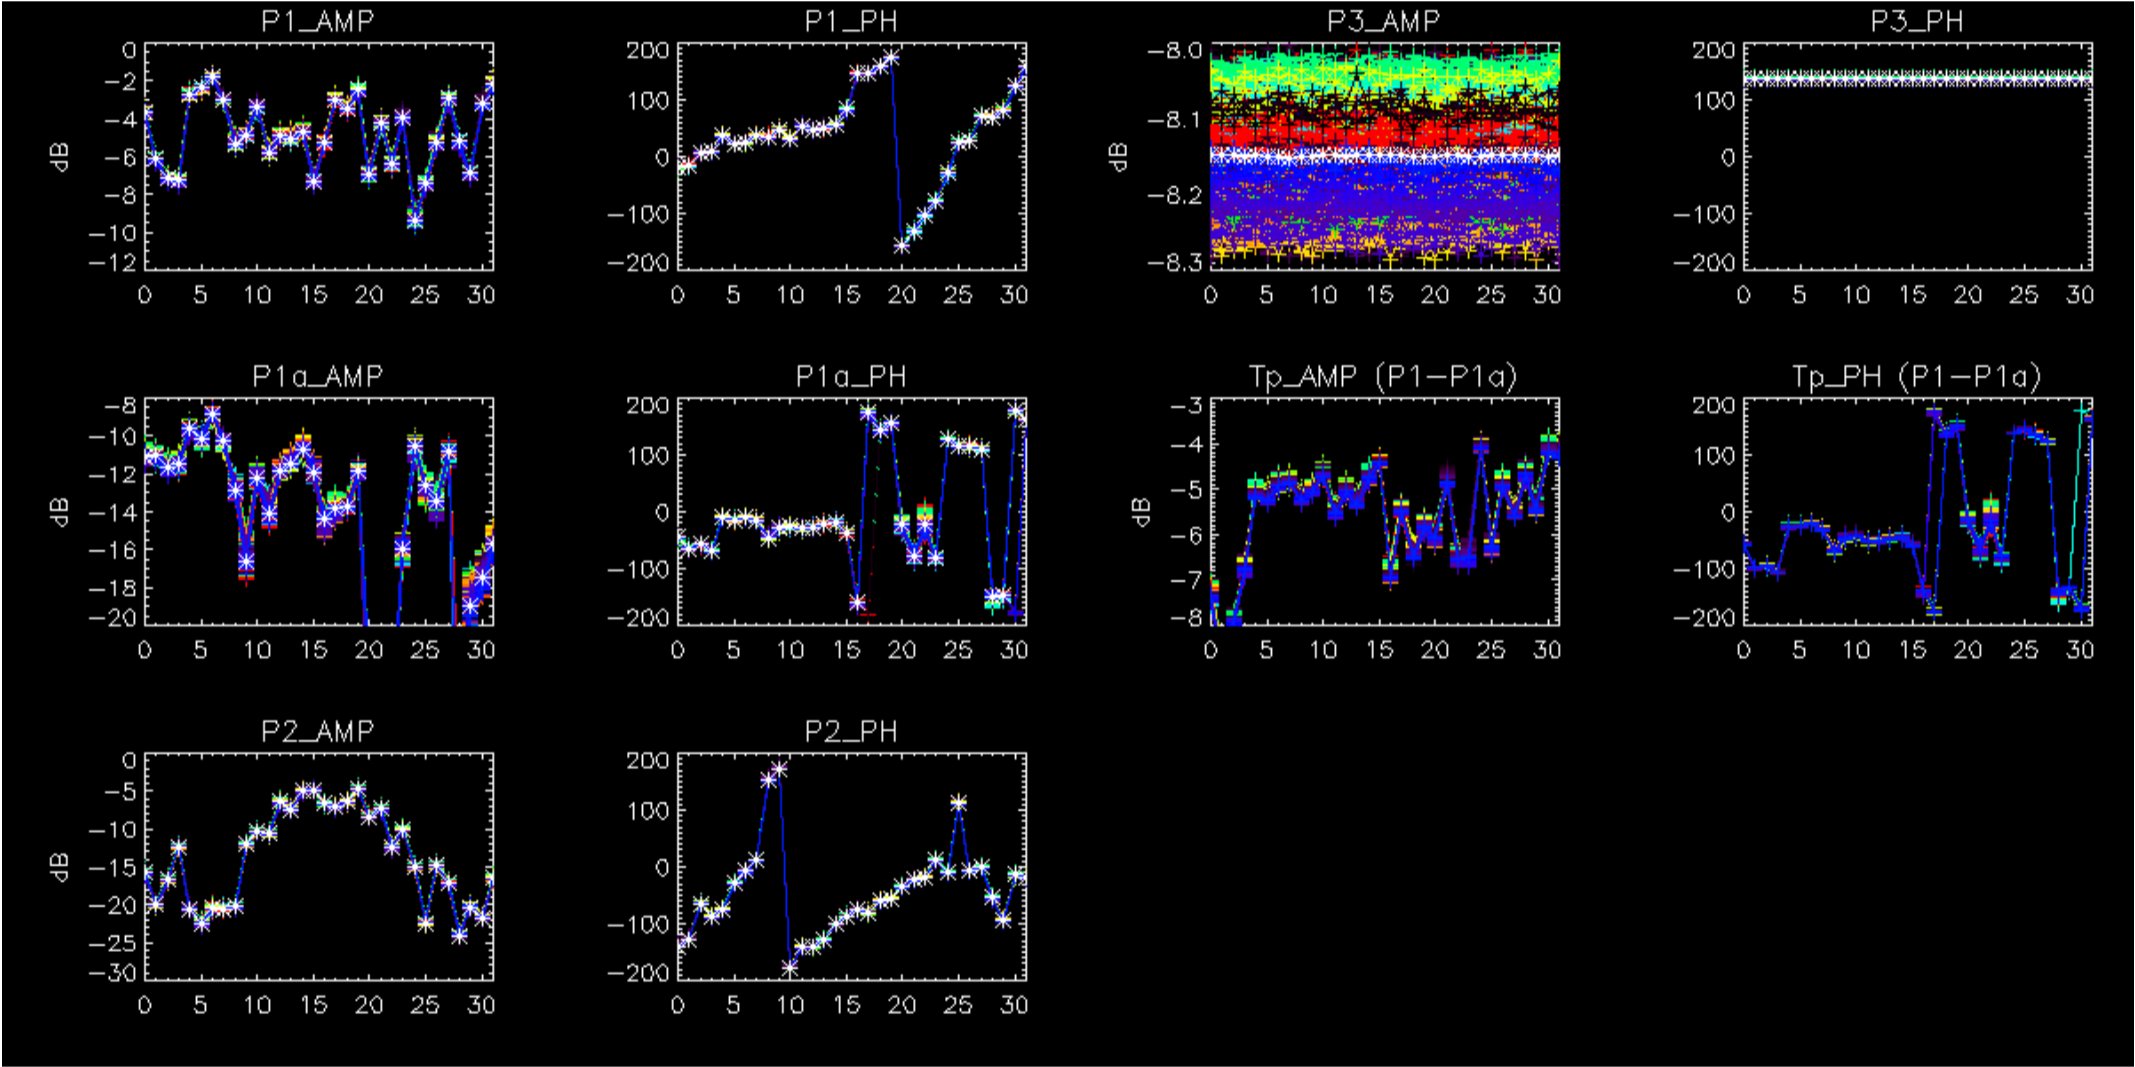 P1_AMP
0
−2
−4
−6
−8
−10
−12
dB
0 5 10 15 20 25 30
P1_PH
200
100
0
−100
−200
0 5 10 15 20 25 30
P3_AMP
−8.0
−8.1
−8.2
−8.3
dB
0 5 10 15 20 25 30
P3_PH
200
100
0
−100
−200
0 5 10 15 20 25 30
P1a_AMP
−8
−10
−12
−14
−16
−18
−20
dB
0 5 10 15 20 25 30
P1a_PH
200
100
0
−100
−200
0 5 10 15 20 25 30
Tp_AMP (P1−P1a)
−3
−4
−5
−6
−7
−8
dB
0 5 10 15 20 25 30
Tp_PH (P1−P1a)
200
100
0
−100
−200
0 5 10 15 20 25 30
P2_AMP
0
−5
−10
−15
−20
−25
−30
dB
0 5 10 15 20 25 30
P2_PH
200
100
0
−100
−200
0 5 10 15 20 25 30